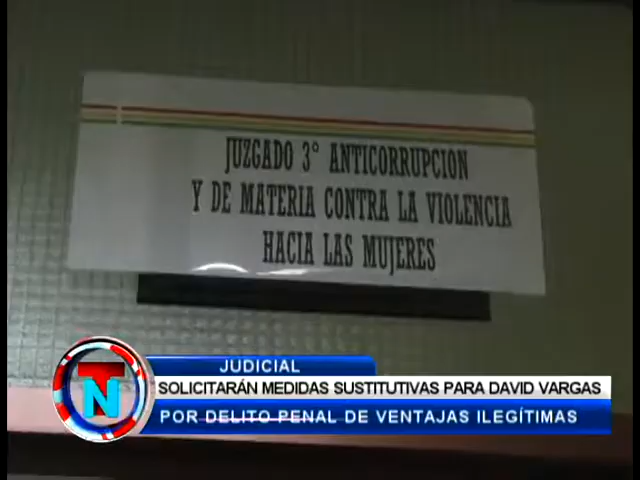 JUZGADO 3° ANTICORRUPCION
Y DE MATERIA CONTRA LA VIOLENCIA
HACIA LAS MUJERES
JUDICIAL
SOLICITARÁN MEDIDAS SUSTITUTIVAS PARA DAVID VARGAS
POR DELITO PENAL DE VENTAJAS ILEGÍTIMAS
TN